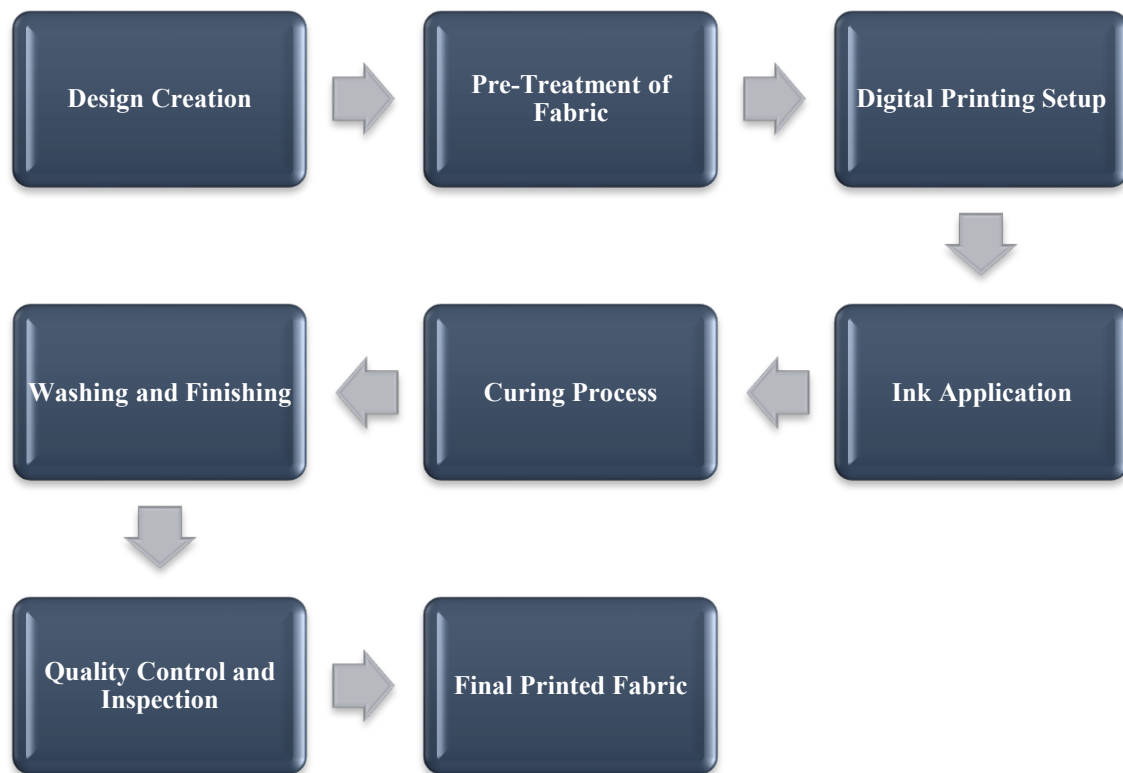 Design Creation
Pre-Treatment of
Fabric
Digital Printing Setup
Ink Application
Curing Process
Washing and Finishing
Quality Control and
Inspection
Final Printed Fabric